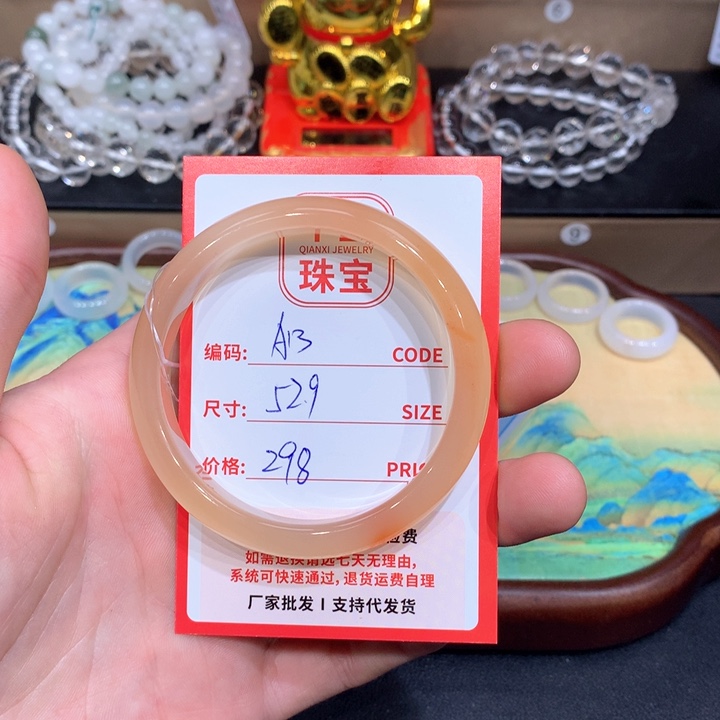 QIANXI JEWELRY
珠宝
编码: A13 CODE
尺寸: 52.9 SIZE
价格: 298
如需退换请选七天无理由,
系统可快速通过, 退货运费自理
厂家批发 I 支持代发货